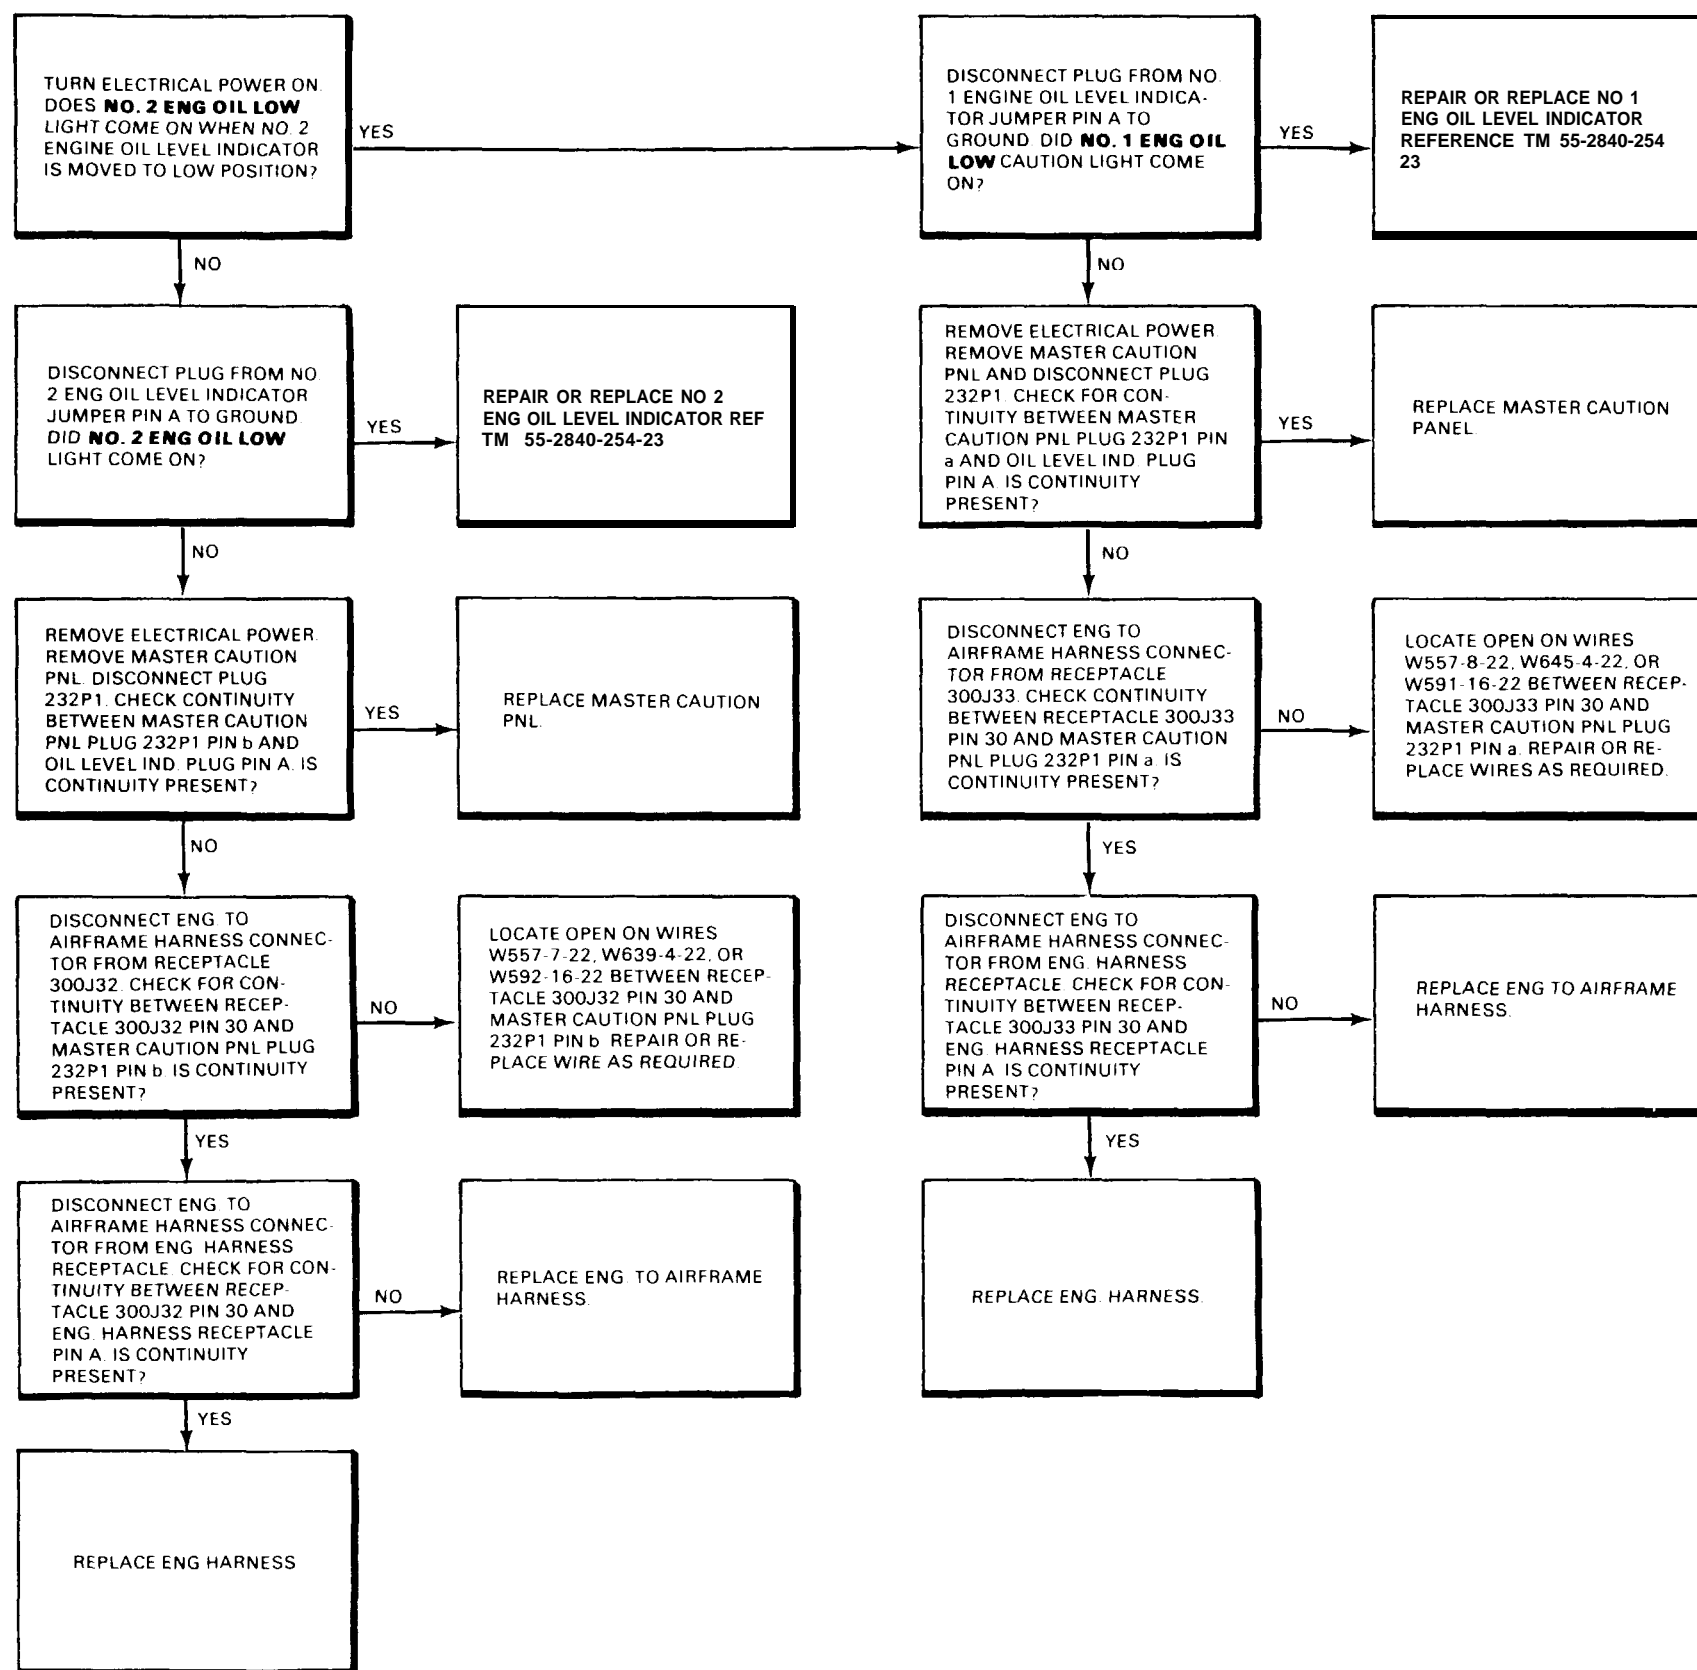 TURN ELECTRICAL POWER ON.
DOES NO. 2 ENG OIL LOW
LIGHT COME ON WHEN NO. 2
ENGINE OIL LEVEL INDICATOR
IS MOVED TO LOW POSITION?
YES
DISCONNECT PLUG FROM NO.
1 ENGINE OIL LEVEL INDICA-
TOR JUMPER PIN A TO
GROUND. DID NO. 1 ENG OIL
LOW CAUTION LIGHT COME
ON?
YES
REPAIR OR REPLACE NO 1
ENG OIL LEVEL INDICATOR
REFERENCE TM 55-2840-254
23
NO
NO
DISCONNECT PLUG FROM NO.
2 ENG OIL LEVEL INDICATOR
JUMPER PIN A TO GROUND.
DID NO. 2 ENG OIL LOW
LIGHT COME ON?
YES
REPAIR OR REPLACE NO 2
ENG OIL LEVEL INDICATOR REF
TM 55-2840-254-23
REMOVE ELECTRICAL POWER.
REMOVE MASTER CAUTION
PNL AND DISCONNECT PLUG
232P1. CHECK FOR CON-
TINUITY BETWEEN MASTER
CAUTION PNL PLUG 232P1 PIN
a AND OIL LEVEL IND. PLUG
PIN A. IS CONTINUITY
PRESENT?
YES
REPLACE MASTER CAUTION
PANEL.
NO
NO
REMOVE ELECTRICAL POWER.
REMOVE MASTER CAUTION
PNL. DISCONNECT PLUG
232P1. CHECK CONTINUITY
BETWEEN MASTER CAUTION
PNL PLUG 232P1 PIN b AND
OIL LEVEL IND. PLUG PIN A. IS
CONTINUITY PRESENT?
YES
REPLACE MASTER CAUTION
PNL.
DISCONNECT ENG TO
AIRFRAME HARNESS CONNEC-
TOR FROM RECEPTACLE
300J33. CHECK CONTINUITY
BETWEEN RECEPTACLE 300J33
PIN 30 AND MASTER CAUTION
PNL PLUG 232P1 PIN a. IS
CONTINUITY PRESENT?
NO
LOCATE OPEN ON WIRES
W557-8-22, W645-4-22, OR
W591-16-22 BETWEEN RECEP-
TACLE 300J33 PIN 30 AND
MASTER CAUTION PNL PLUG
232P1 PIN a. REPAIR OR RE-
PLACE WIRES AS REQUIRED.
NO
YES
DISCONNECT ENG. TO
AIRFRAME HARNESS CONNEC-
TOR FROM RECEPTACLE
300J32. CHECK FOR CON-
TINUITY BETWEEN RECEP-
TACLE 300J32 PIN 30 AND
MASTER CAUTION PNL PLUG
232P1 PIN b. IS CONTINUITY
PRESENT?
NO
LOCATE OPEN ON WIRES
W557-7-22, W639-4-22, OR
W592-16-22 BETWEEN RECEP-
TACLE 300J32 PIN 30 AND
MASTER CAUTION PNL PLUG
232P1 PIN b. REPAIR OR RE-
PLACE WIRE AS REQUIRED.
DISCONNECT ENG TO
AIRFRAME HARNESS CONNEC-
TOR FROM ENG. HARNESS
RECEPTACLE. CHECK FOR CON-
TINUITY BETWEEN RECEP-
TACLE 300J33 PIN 30 AND
ENG. HARNESS RECEPTACLE
PIN A. IS CONTINUITY
PRESENT?
NO
REPLACE ENG TO AIRFRAME
HARNESS.
YES
YES
DISCONNECT ENG. TO
AIRFRAME HARNESS CONNEC-
TOR FROM ENG HARNESS
RECEPTACLE. CHECK FOR CON-
TINUITY BETWEEN RECEP-
TACLE 300J32 PIN 30 AND
ENG. HARNESS RECEPTACLE
PIN A. IS CONTINUITY
PRESENT?
NO
REPLACE ENG. TO AIRFRAME
HARNESS.
REPLACE ENG. HARNESS.
YES
REPLACE ENG HARNESS